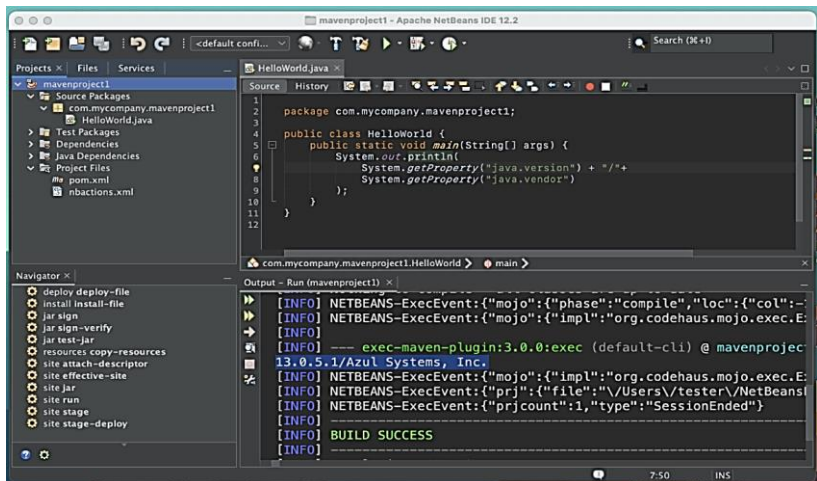 mavenproject1 - Apache NetBeans IDE 12.2
<default confi...
Search (⌘+I)
Projects × Files Services
mavenproject1
Source Packages
com.mycompany.mavenproject1
HelloWorld.java
Test Packages
Dependencies
Java Dependencies
Project Files
pom.xml
nbactions.xml
HelloWorld.java ×
Source History
1
2 package com.mycompany.mavenproject1;
3
4 public class HelloWorld {
5 public static void main(String[] args) {
6 System.out.println(
System.getProperty("java.version") + "/"+
8 System.getProperty("java.vendor")
9 );
10 }
11 }
12
com.mycompany.mavenproject1.HelloWorld main
Navigator ×
deploy deploy-file
install install-file
jar sign
jar sign-verify
jar test-jar
resources copy-resources
site attach-descriptor
site effective-site
site jar
site run
site stage
site stage-deploy
Output - Run (mavenproject1) ×
[INFO] NETBEANS-ExecEvent:{"mojo":{"phase":"compile","loc":{"col":-
[INFO] NETBEANS-ExecEvent:{"mojo":{"impl":"org.codehaus.mojo.exec.E
[INFO]
[INFO] --- exec-maven-plugin:3.0.0:exec (default-cli) @ mavenprojec
13.0.5.1/Azul Systems, Inc.
[INFO] NETBEANS-ExecEvent:{"mojo":{"impl":"org.codehaus.mojo.exec.E
[INFO] NETBEANS-ExecEvent:{"prj":{"file":"\/Users\/tester\/NetBeans
[INFO] NETBEANS-ExecEvent:{"prjcount":1,"type":"SessionEnded"}
[INFO] ------------------------------------------------------------
[INFO] BUILD SUCCESS
[INFO] ------------------------------------------------------------
7:50 INS